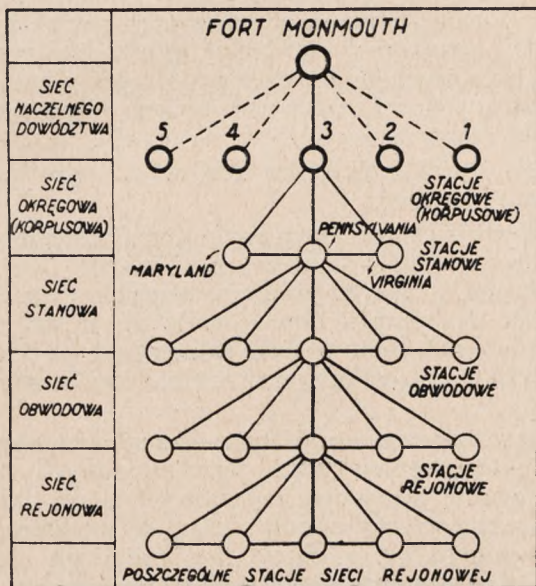 FORT MONMOUTH
SIEĆ
NACZELNEGO
DOWÓDZTWA
5 4 3 2 1
SIEĆ
OKRĘGOWA
(KORPUSOWA)
STACJE
OKRĘGOWE
(KORPUSOWE)
PENNSYLVANIA
MARYLAND
VIRGINIA
STACJE
STANOWE
SIEĆ
STANOWA
STACJE
OBWODOWE
SIEĆ
OBWODOWA
STACJE
REJONOWE
SIEĆ
REJONOWA
POSZCZEGÓLNE STACJE SIECI REJONOWEJ